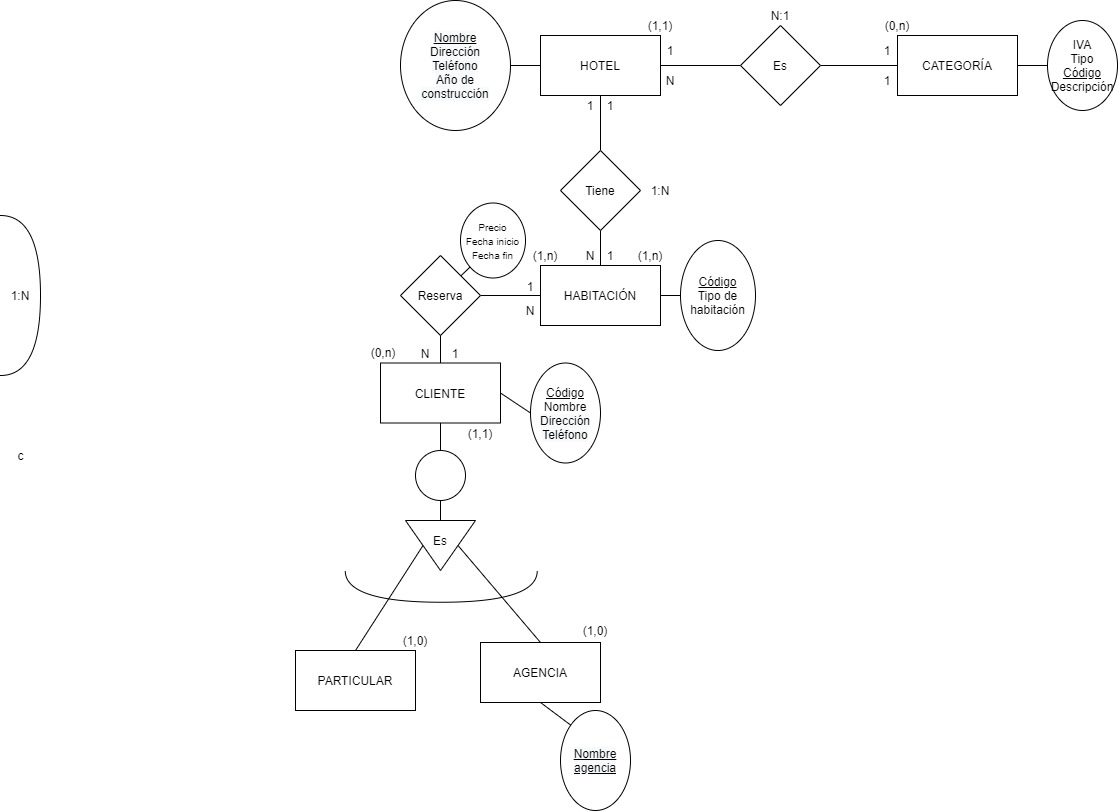 N:1
(1,1)
(0,n)
Nombre
Dirección
Teléfono
Año de
construcción
HOTEL
1
N
Es
1
1
CATEGORÍA
IVA
Tipo
Código
Descripción
1
1
Tiene
1:N
Precio
Fecha inicio
Fecha fin
(1,n)
N
1
(1,n)
1:N
Reserva
1
N
HABITACIÓN
Código
Tipo de
habitación
(0,n)
N
1
CLIENTE
Código
Nombre
Dirección
Teléfono
(1,1)
c
Es
(1,0)
(1,0)
PARTICULAR
AGENCIA
Nombre
agencia